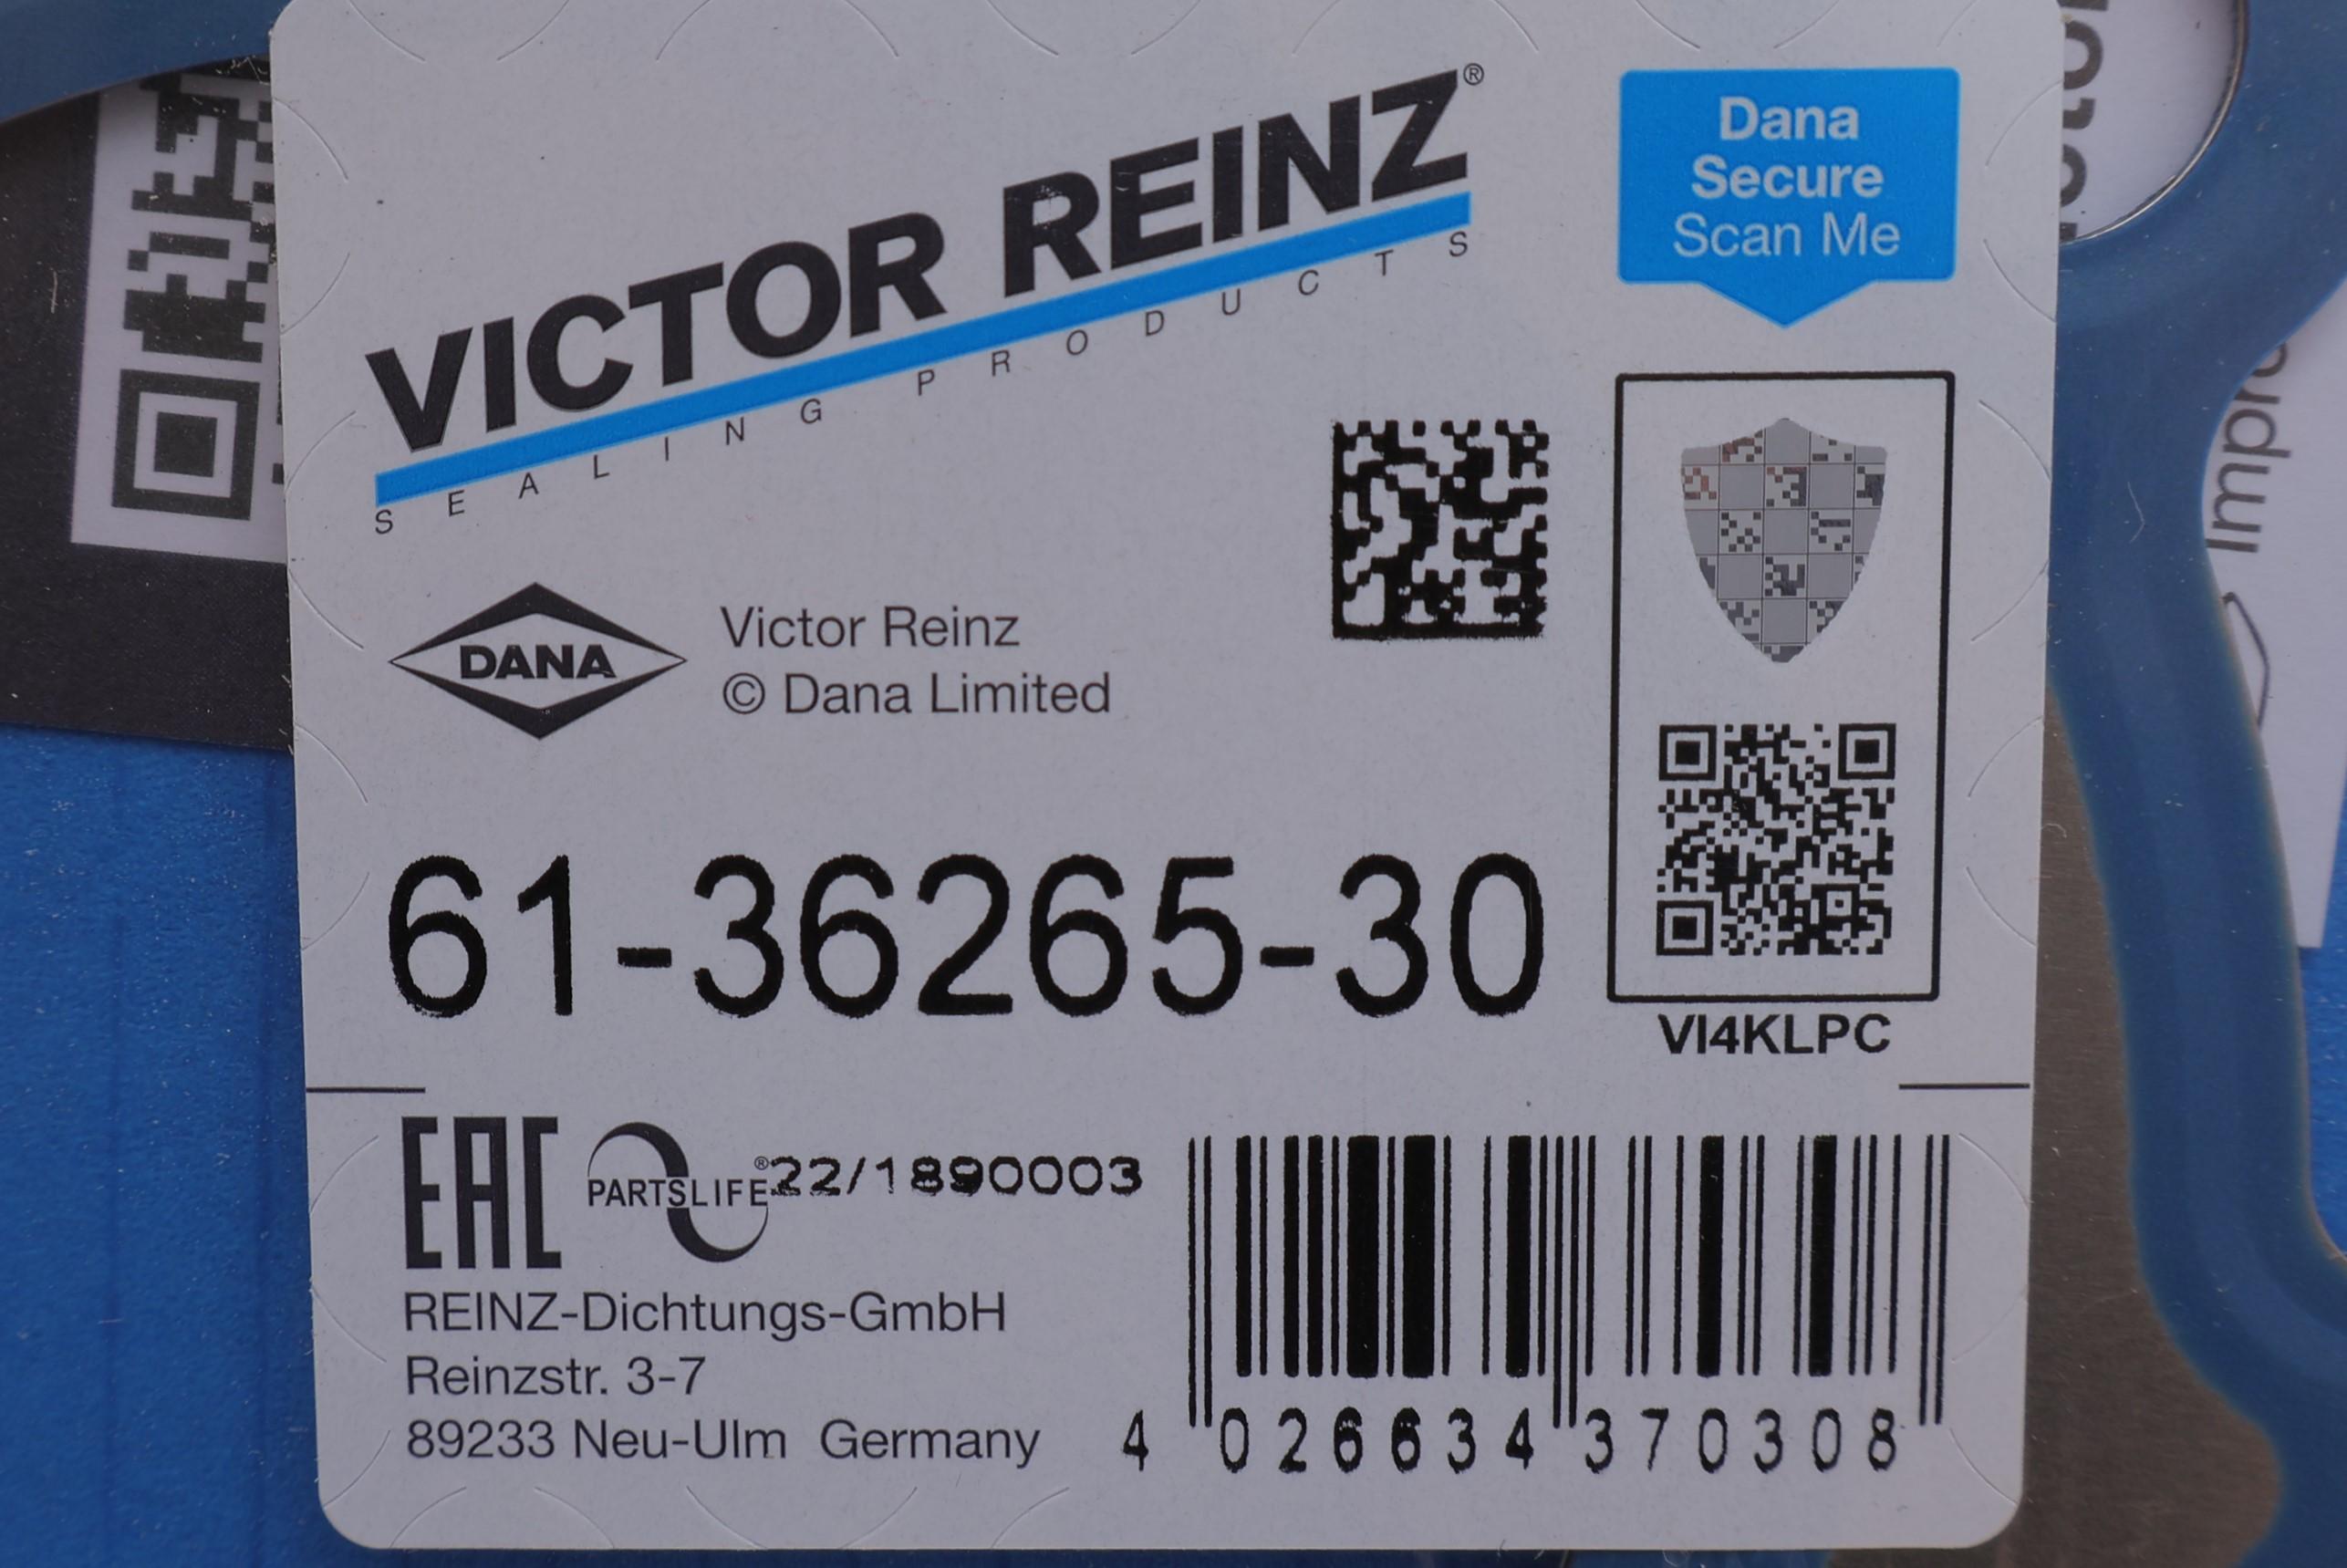 VICTOR REINZ®
SEALING PRODUCTS
Dana
Secure
Scan Me
DANA
Victor Reinz
© Dana Limited
61-36265-30
VI4KLPC
EAC
PARTSLIFE®
22/1890003
REINZ-Dichtungs-GmbH
Reinzstr. 3-7
89233 Neu-Ulm Germany
4 026634 370308